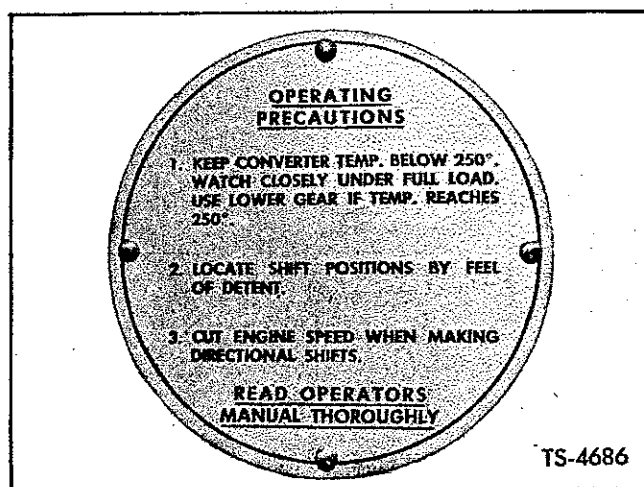 OPERATING
PRECAUTIONS
1. KEEP CONVERTER TEMP. BELOW 250°.
WATCH CLOSELY UNDER FULL LOAD.
USE LOWER GEAR IF TEMP. REACHES
250°.
2. LOCATE SHIFT POSITIONS BY FEEL
OF DETENT.
3. CUT ENGINE SPEED WHEN MAKING
DIRECTIONAL SHIFTS.
READ OPERATORS
MANUAL THOROUGHLY
TS-4686